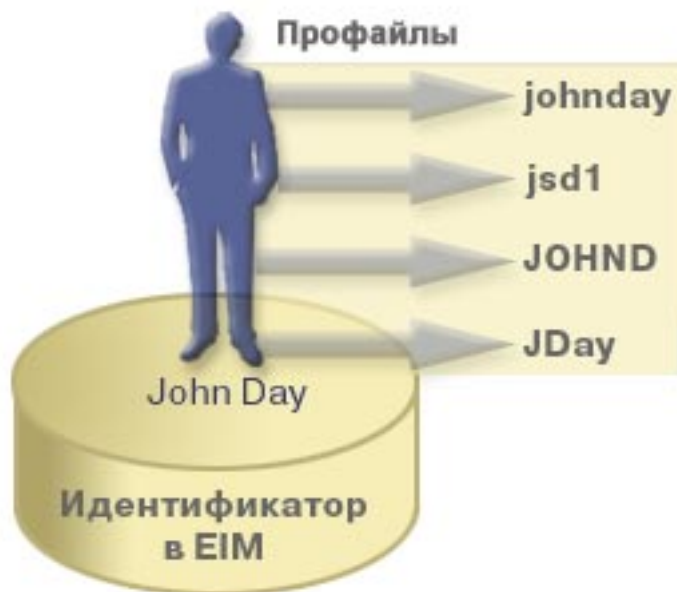 Профайлы
johnday
jsd1
JOHND
JDay
John Day
Идентификатор
в EIM